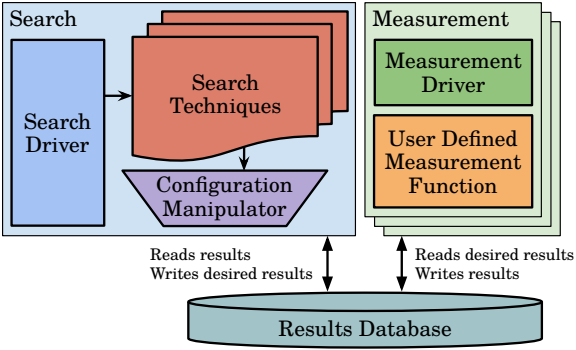 Search
Search
Driver
Search
Techniques
Configuration
Manipulator
Measurement
Measurement
Driver
User Defined
Measurement
Function
Reads results
Writes desired results
Reads desired results
Writes results
Results Database